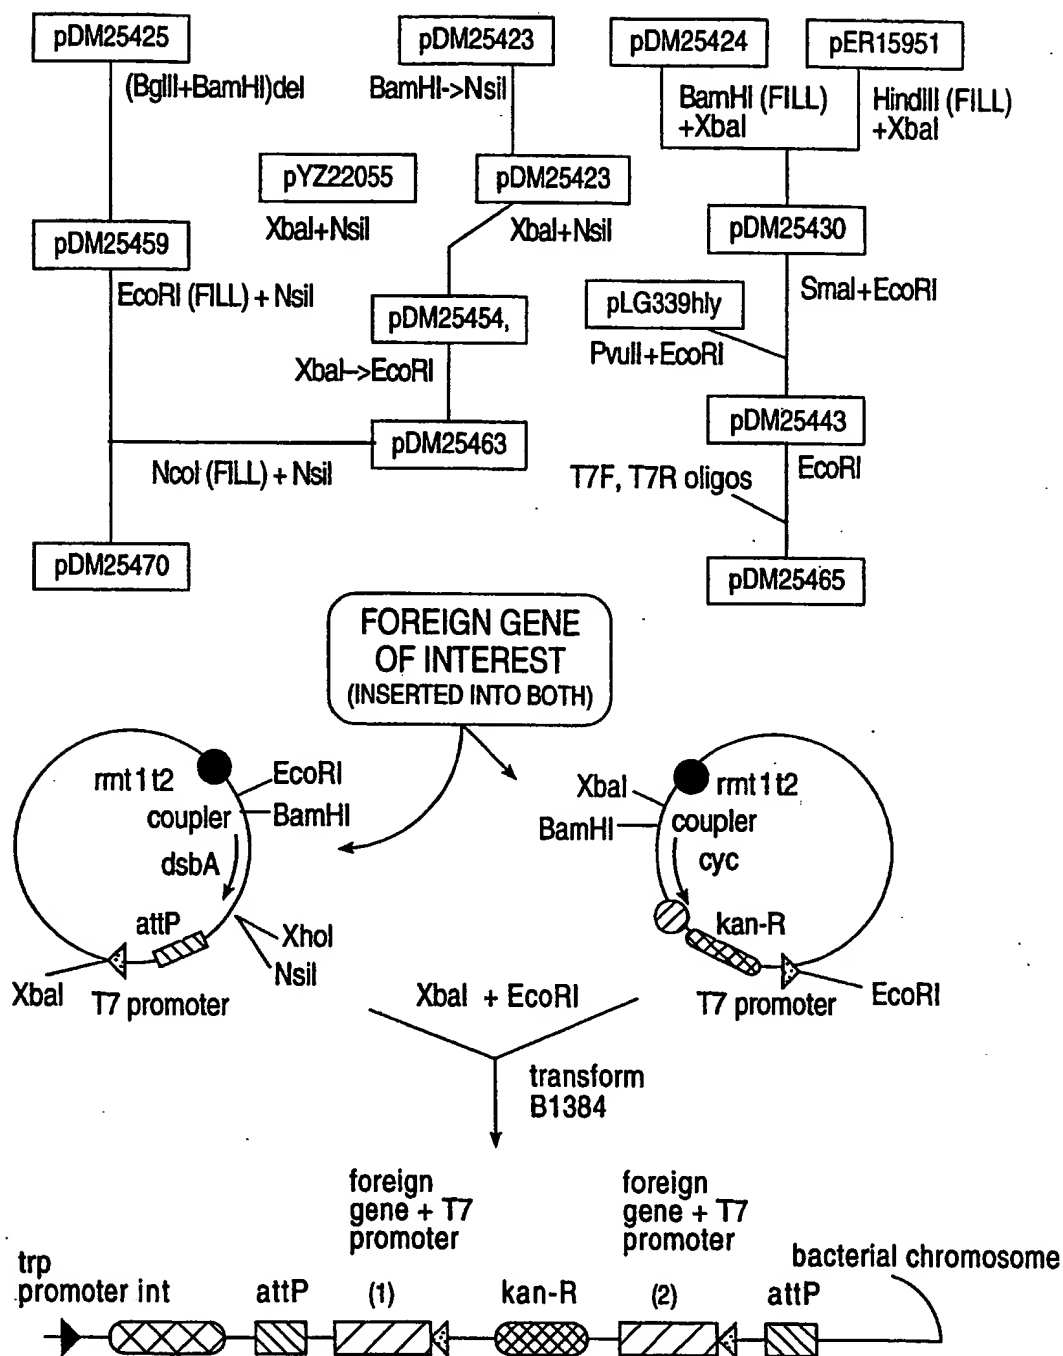 pDM25425
pDM25423
pDM25424
pER15951
(BglII+BamHI)del
BamHI->NsiI
BamHI (FILL)
+XbaI
HindIII (FILL)
+XbaI
pYZ22055
pDM25423
XbaI+NsiI
XbaI+NsiI
pDM25459
pDM25430
EcoRI (FILL) + NsiI
pLG339hly
SmaI+EcoRI
pDM25454,
PvuII+EcoRI
XbaI->EcoRI
pDM25463
pDM25443
NcoI (FILL) + NsiI
EcoRI
T7F, T7R oligos
pDM25470
pDM25465
FOREIGN GENE
OF INTEREST
(INSERTED INTO BOTH)
rrnt1t2
EcoRI
coupler
BamHI
dsbA
attP
XhoI
NsiI
XbaI
T7 promoter
XbaI
rrnt1t2
BamHI
coupler
cyc
kan-R
T7 promoter
EcoRI
XbaI + EcoRI
transform
B1384
foreign
gene + T7
promoter
foreign
gene + T7
promoter
bacterial chromosome
trp
promoter int
attP
(1)
kan-R
(2)
attP